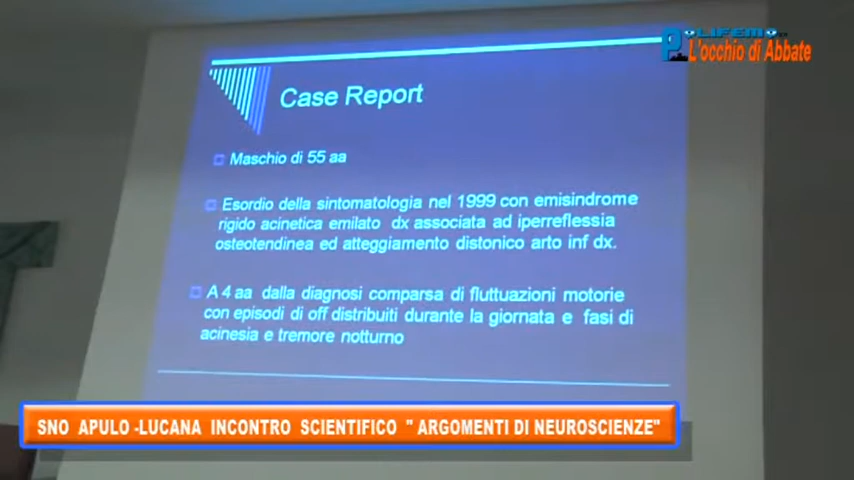 POLIFEMO
L'occhio di Abbate
Case Report
Maschio di 55 aa
Esordio della sintomatologia nel 1999 con emisindrome
rigido acinetica emilato dx associata ad iperreflessia
osteotendinea ed atteggiamento distonico arto inf dx.
A 4 aa dalla diagnosi comparsa di fluttuazioni motorie
con episodi di off distribuiti durante la giornata e fasi di
acinesia e tremore notturno
SNO APULO -LUCANA INCONTRO SCIENTIFICO " ARGOMENTI DI NEUROSCIENZE"